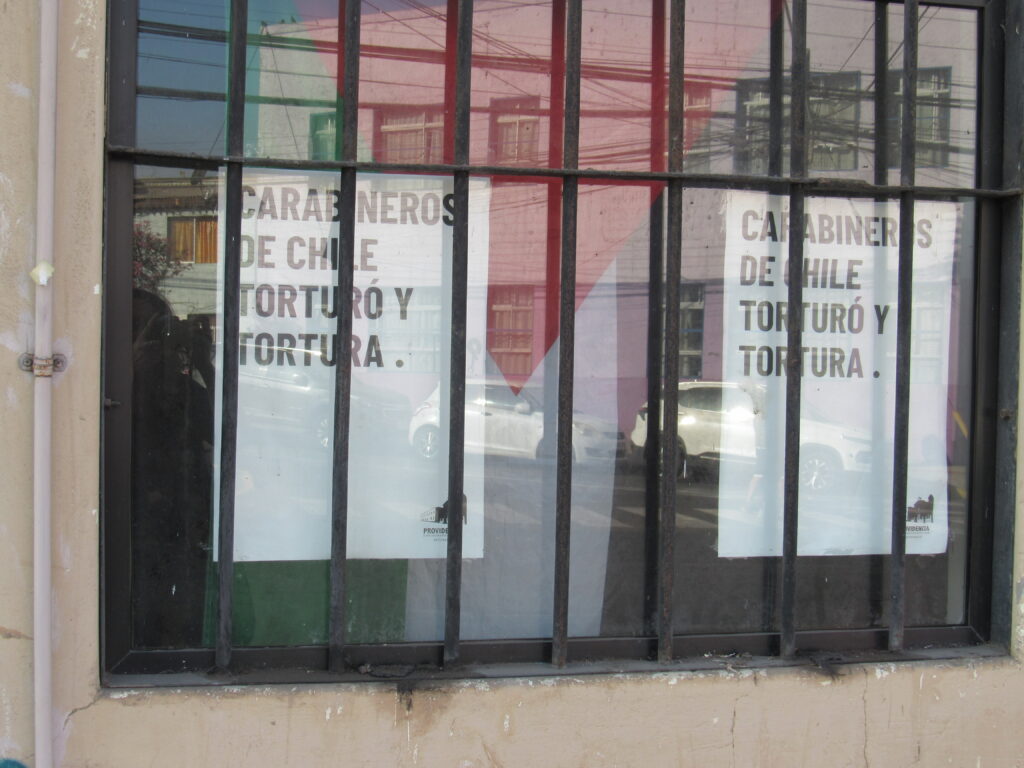 CARABINEROS
DE CHILE
TORTURÓ Y
TORTURA .
CARABINEROS
DE CHILE
TORTURÓ Y
TORTURA .